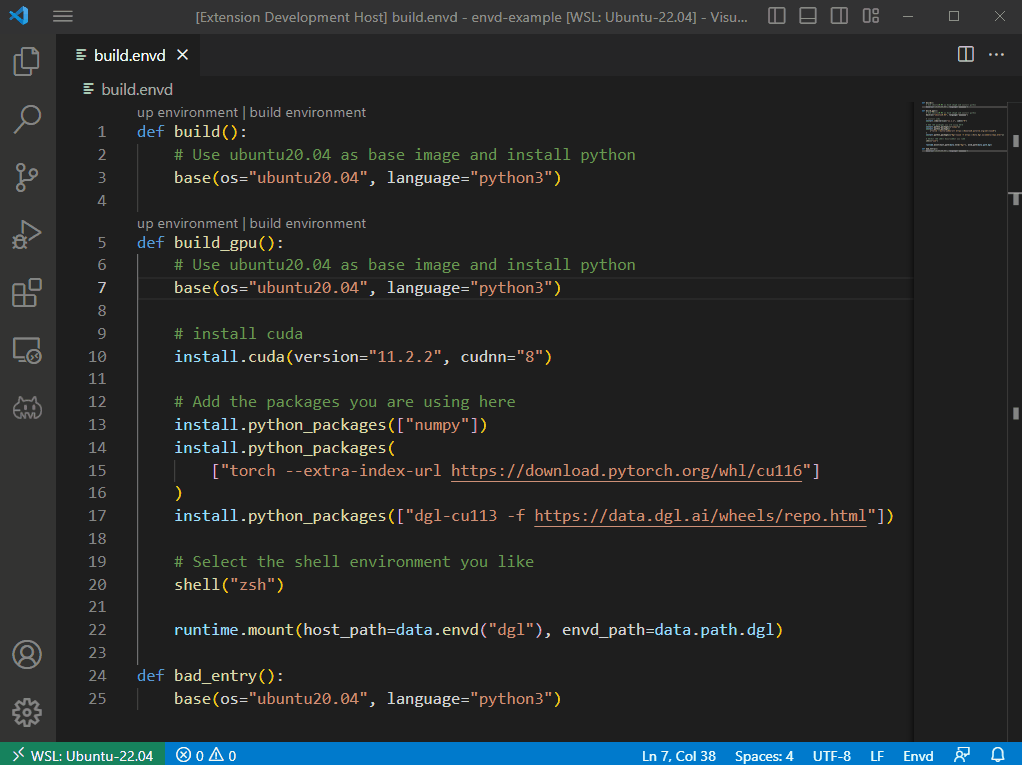 [Extension Development Host] build.envd - envd-example [WSL: Ubuntu-22.04] - Visu...
build.envd
build.envd
up environment | build environment
1 def build():
2 # Use ubuntu20.04 as base image and install python
3 base(os="ubuntu20.04", language="python3")
4
up environment | build environment
5 def build_gpu():
6 # Use ubuntu20.04 as base image and install python
7 base(os="ubuntu20.04", language="python3")
8
9 # install cuda
10 install.cuda(version="11.2.2", cudnn="8")
11
12 # Add the packages you are using here
13 install.python_packages(["numpy"])
14 install.python_packages(
15 ["torch --extra-index-url https://download.pytorch.org/whl/cu116"]
16 )
17 install.python_packages(["dgl-cu113 -f https://data.dgl.ai/wheels/repo.html"])
18
19 # Select the shell environment you like
20 shell("zsh")
21
22 runtime.mount(host_path=data.envd("dgl"), envd_path=data.path.dgl)
23
24 def bad_entry():
25 base(os="ubuntu20.04", language="python3")
WSL: Ubuntu-22.04 0 0 Ln 7, Col 38 Spaces: 4 UTF-8 LF Envd